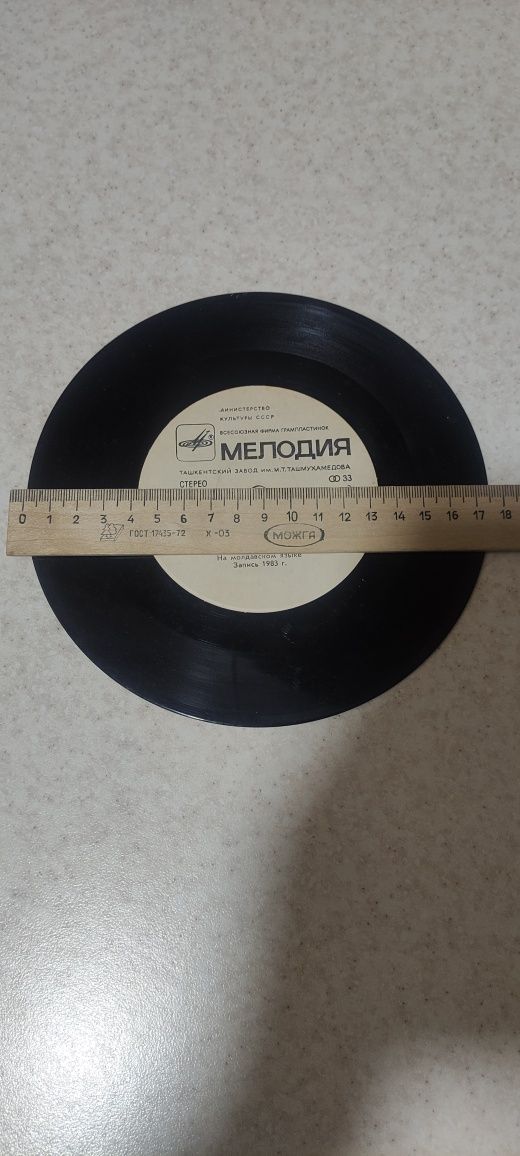 МИНИСТЕРСТВО
КУЛЬТУРЫ СССР
ВСЕСОЮЗНАЯ ФИРМА ГРАМПЛАСТИНОК
МЕЛОДИЯ
ТАШКЕНТСКИЙ ЗАВОД ИМ. М.Т. ТАШМУХАМЕДОВА
СТЕРЕО 33
0 1 2 3 4 5 6 7 8 9 10 11 12 13 14 15 16 17 18
ГОСТ 17435-72 Х-03 МОЖГА
На молдавском языке
Запись 1983 г.